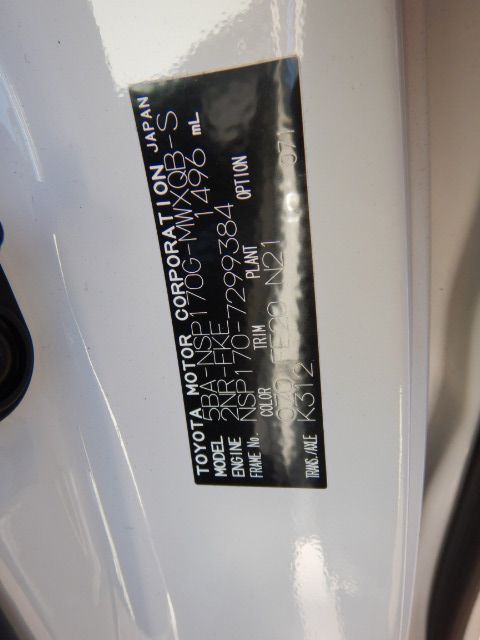 TOYOTA MOTOR CORPORATION JAPAN
MODEL 5BA-NSP170G-MWXQB-S
ENGINE 2NR-FKE 1496 mL
FRAME No. NSP170-7299384
COLOR TRIM PLANT OPTION
FE20 N21 071
TRANS./AXLE K312